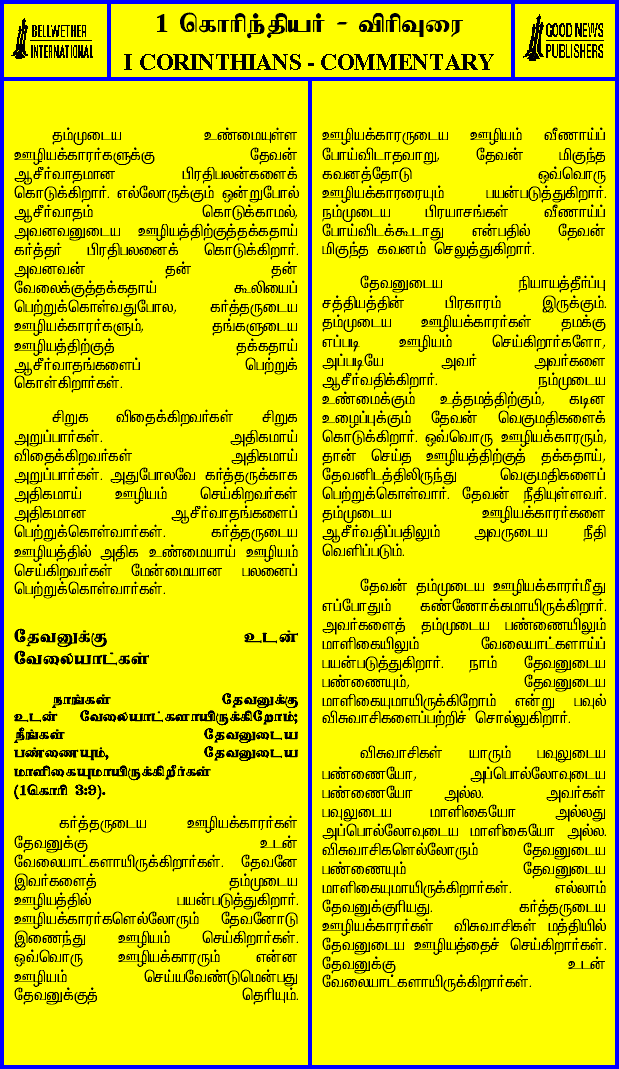 BELLWETHER
INTERNATIONAL
1 கொரிந்தியர் - விரிவுரை
I CORINTHIANS - COMMENTARY
GOOD NEWS
PUBLISHERS
தம்முடைய உண்மையுள்ள
ஊழியக்காரர்களுக்கு தேவன்
ஆசீர்வாதமான பிரதிபலன்களைக்
கொடுக்கிறார். எல்லோருக்கும் ஒன்றுபோல்
ஆசீர்வாதம் கொடுக்காமல்,
அவனவனுடைய ஊழியத்திற்குத்தக்கதாய்
கர்த்தர் பிரதிபலனைக் கொடுக்கிறார்.
அவனவன் தன் தன்
வேலைக்குத்தக்கதாய் கூலியைப்
பெற்றுக்கொள்வதுபோல, கர்த்தருடைய
ஊழியக்காரர்களும், தங்களுடைய
ஊழியத்திற்குத் தக்கதாய்
ஆசீர்வாதங்களைப் பெற்றுக்
கொள்கிறார்கள்.
சிறுக விதைக்கிறவர்கள் சிறுக
அறுப்பார்கள். அதிகமாய்
விதைக்கிறவர்கள் அதிகமாய்
அறுப்பார்கள். அதுபோலவே கர்த்தருக்காக
அதிகமாய் ஊழியம் செய்கிறவர்கள்
அதிகமான ஆசீர்வாதங்களைப்
பெற்றுக்கொள்வார்கள். கர்த்தருடைய
ஊழியத்தில் அதிக உண்மையாய் ஊழியம்
செய்கிறவர்கள் மேன்மையான பலனைப்
பெற்றுக்கொள்வார்கள்.
தேவனுக்கு உடன்
வேலையாட்கள்
நாங்கள் தேவனுக்கு
உடன் வேலையாட்களாயிருக்கிறோம்;
நீங்கள் தேவனுடைய
பண்ணையும், தேவனுடைய
மாளிகையுமாயிருக்கிறீர்கள்
(1கொரி 3:9).
கர்த்தருடைய ஊழியக்காரர்கள்
தேவனுக்கு உடன்
வேலையாட்களாயிருக்கிறார்கள். தேவனே
இவர்களைத் தம்முடைய
ஊழியத்தில் பயன்படுத்துகிறார்.
ஊழியக்காரர்களெல்லோரும் தேவனோடு
இணைந்து ஊழியம் செய்கிறார்கள்.
ஒவ்வொரு ஊழியக்காரரும் என்ன
ஊழியம் செய்யவேண்டுமென்பது
தேவனுக்குத் தெரியும்.
ஊழியக்காரருடைய ஊழியம் வீணாய்ப்
போய்விடாதவாறு, தேவன் மிகுந்த
கவனத்தோடு ஒவ்வொரு
ஊழியக்காரரையும் பயன்படுத்துகிறார்.
நம்முடைய பிரயாசங்கள் வீணாய்ப்
போய்விடக்கூடாது என்பதில் தேவன்
மிகுந்த கவனம் செலுத்துகிறார்.
தேவனுடைய நியாயத்தீர்ப்பு
சத்தியத்தின் பிரகாரம் இருக்கும்.
தம்முடைய ஊழியக்காரர்கள் தமக்கு
எப்படி ஊழியம் செய்கிறார்களோ,
அப்படியே அவர் அவர்களை
ஆசீர்வதிக்கிறார். நம்முடைய
உண்மைக்கும் உத்தமத்திற்கும், கடின
உழைப்புக்கும் தேவன் வெகுமதிகளைக்
கொடுக்கிறார். ஒவ்வொரு ஊழியக்காரரும்,
தான் செய்த ஊழியத்திற்குத் தக்கதாய்,
தேவனிடத்திலிருந்து வெகுமதிகளைப்
பெற்றுக்கொள்வார். தேவன் நீதியுள்ளவர்.
தம்முடைய ஊழியக்காரர்களை
ஆசீர்வதிப்பதிலும் அவருடைய நீதி
வெளிப்படும்.
தேவன் தம்முடைய ஊழியக்காரர்மீது
எப்போதும் கண்ணோக்கமாயிருக்கிறார்.
அவர்களைத் தம்முடைய பண்ணையிலும்
மாளிகையிலும் வேலையாட்களாய்ப்
பயன்படுத்துகிறார். நாம் தேவனுடைய
பண்ணையும், தேவனுடைய
மாளிகையுமாயிருக்கிறோம் என்று பவுல்
விசுவாசிகளைப்பற்றிச் சொல்லுகிறார்.
விசுவாசிகள் யாரும் பவுலுடைய
பண்ணையோ, அப்பொல்லோவுடைய
பண்ணையோ அல்ல. அவர்கள்
பவுலுடைய மாளிகையோ அல்லது
அப்பொல்லோவுடைய மாளிகையோ அல்ல.
விசுவாசிகளெல்லோரும் தேவனுடைய
பண்ணையும் தேவனுடைய
மாளிகையுமாயிருக்கிறார்கள். எல்லாம்
தேவனுக்குரியது. கர்த்தருடைய
ஊழியக்காரர்கள் விசுவாசிகள் மத்தியில்
தேவனுடைய ஊழியத்தைச் செய்கிறார்கள்.
தேவனுக்கு உடன்
வேலையாட்களாயிருக்கிறார்கள்.